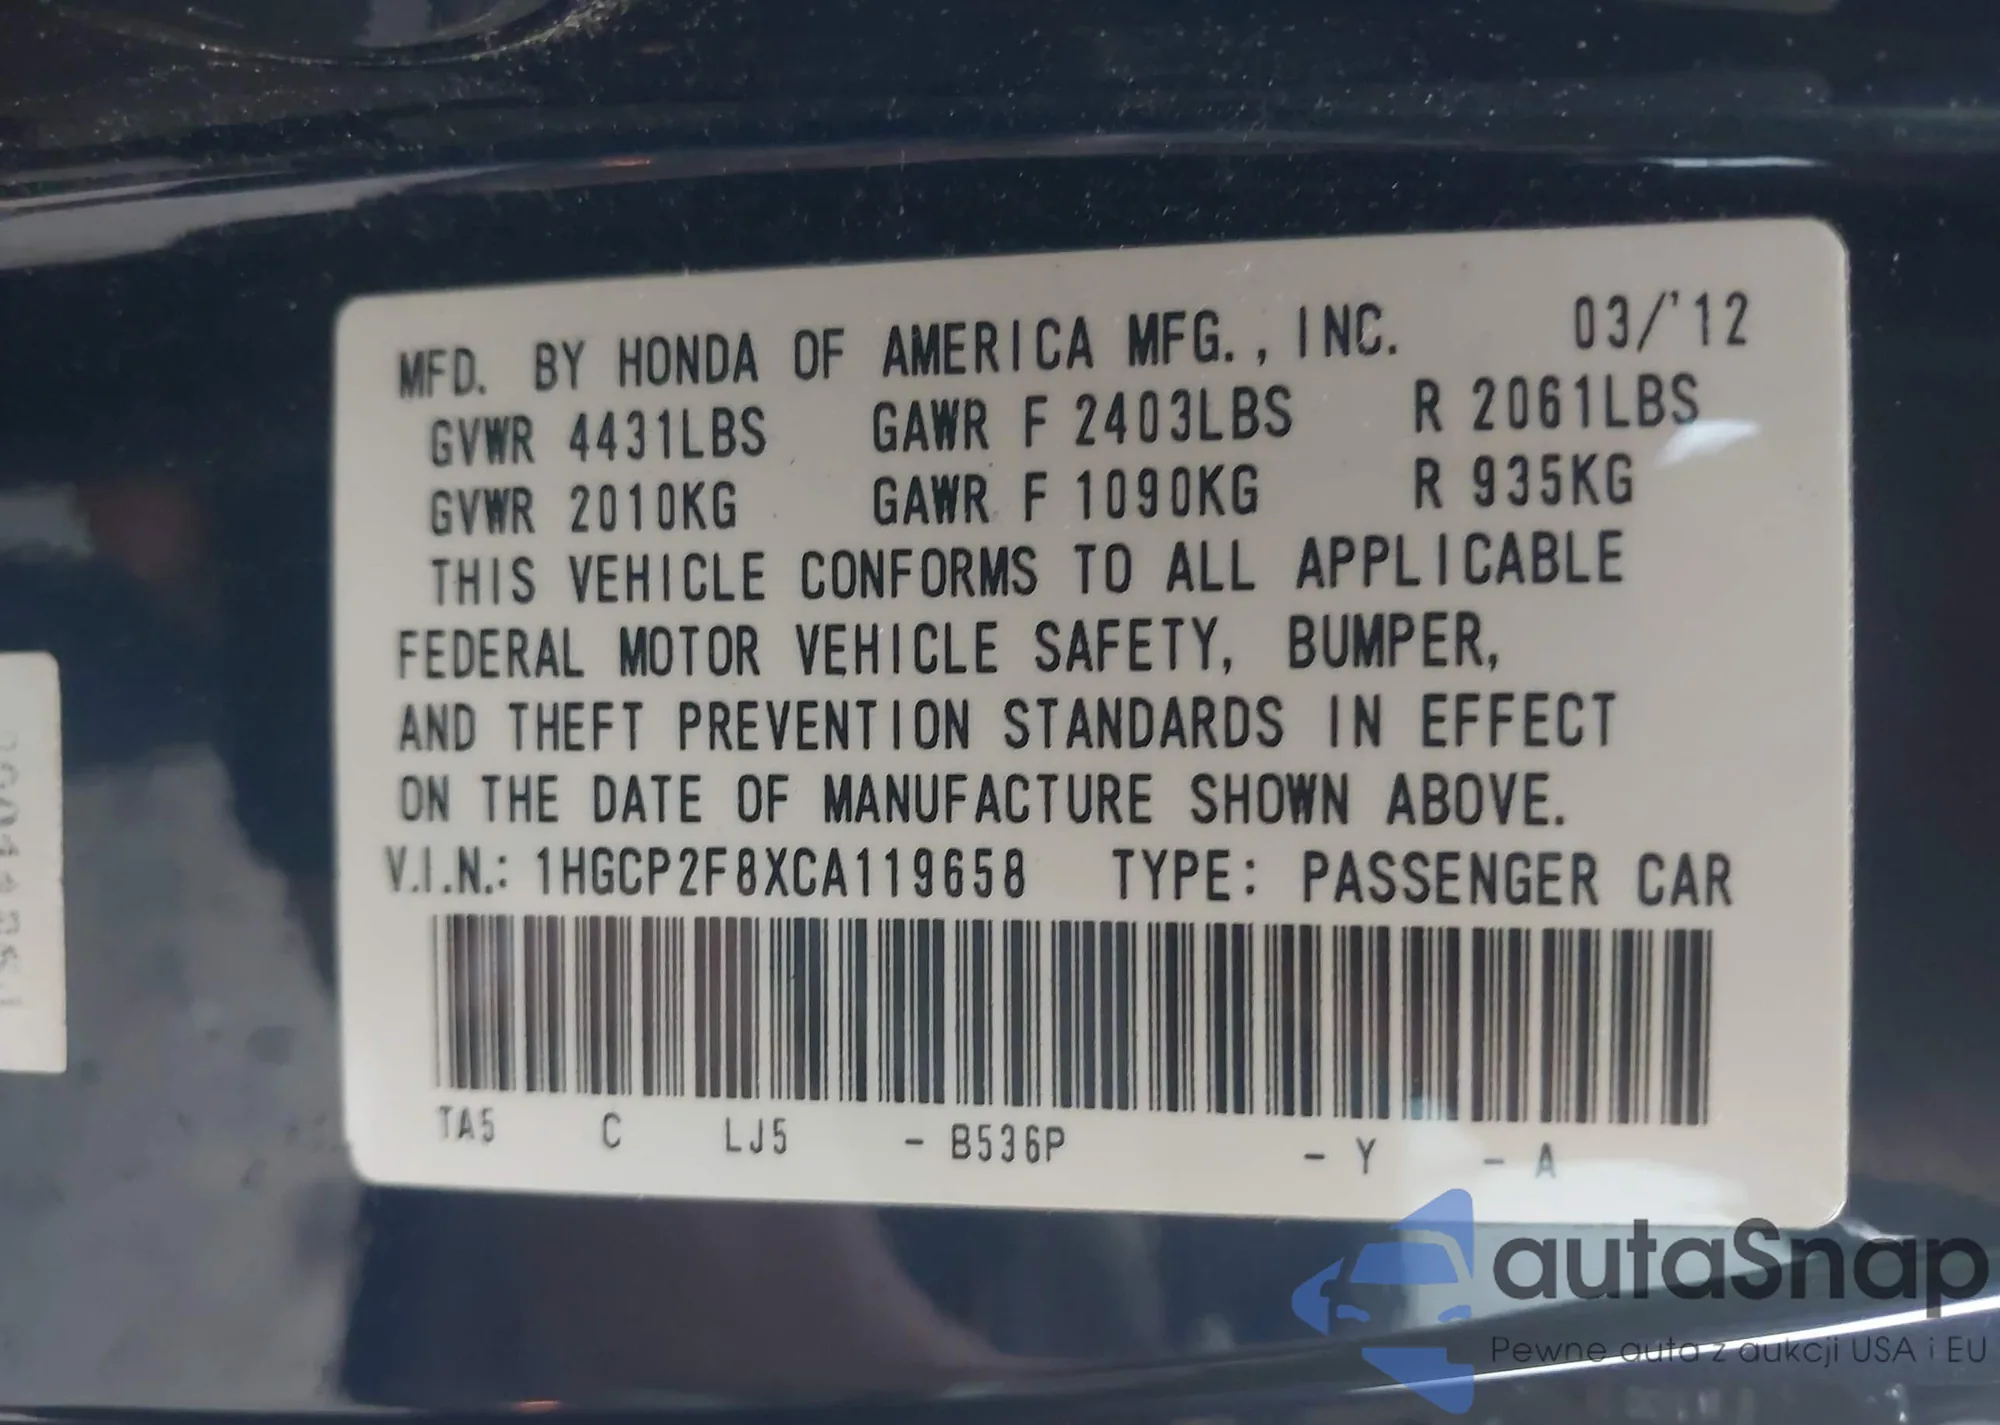 MFD. BY HONDA OF AMERICA MFG., INC. 03/'12
GVWR 4431LBS GAWR F 2403LBS R 2061LBS
GVWR 2010KG GAWR F 1090KG R 935KG
THIS VEHICLE CONFORMS TO ALL APPLICABLE
FEDERAL MOTOR VEHICLE SAFETY, BUMPER,
AND THEFT PREVENTION STANDARDS IN EFFECT
ON THE DATE OF MANUFACTURE SHOWN ABOVE.
V.I.N.: 1HGCP2F8XCA119658 TYPE: PASSENGER CAR
TA5 C LJ5 - B536P - Y - A
autaSnap
Pewne auta z aukcji USA i EU